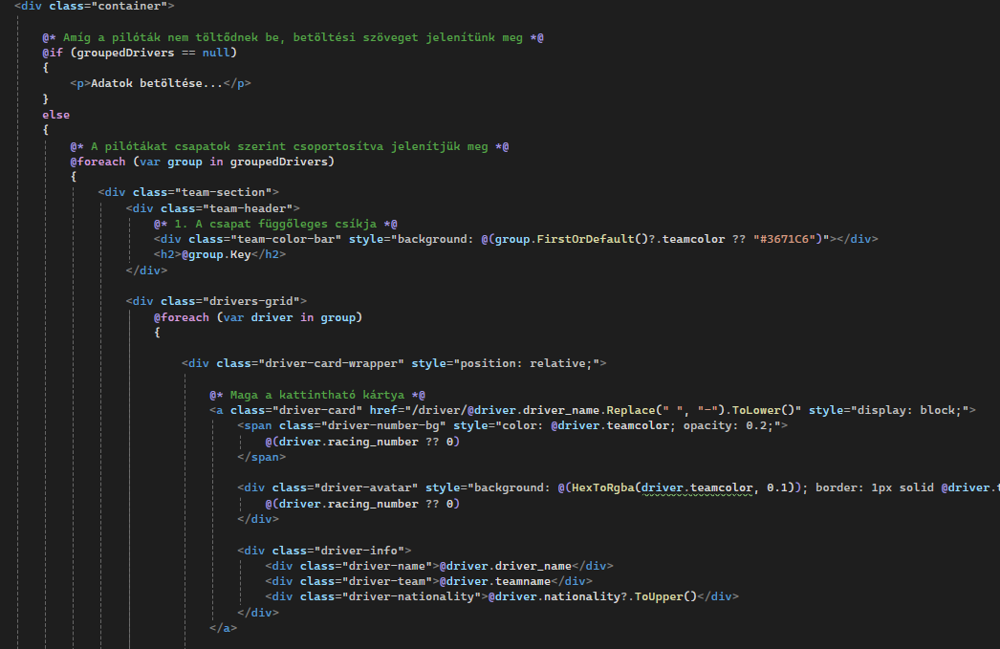 <div class="container">
@* Amíg a pilóták nem töltődnek be, betöltési szöveget jelenítünk meg *@
@if (groupedDrivers == null)
{
<p>Adatok betöltése...</p>
}
else
{
@* A pilótákat csapatok szerint csoportosítva jelenítjük meg *@
@foreach (var group in groupedDrivers)
{
<div class="team-section">
<div class="team-header">
@* 1. A csapat függőleges csíkja *@
<div class="team-color-bar" style="background: @(group.FirstOrDefault()?.teamcolor ?? "#3671C6")"></div>
<h2>@group.Key</h2>
</div>
<div class="drivers-grid">
@foreach (var driver in group)
{
<div class="driver-card-wrapper" style="position: relative;">
@* Maga a kattintható kártya *@
<a class="driver-card" href="/driver/@driver.driver_name.Replace(" ", "-").ToLower()" style="display: block;">
<span class="driver-number-bg" style="color: @driver.teamcolor; opacity: 0.2;">
@(driver.racing_number ?? 0)
</span>
<div class="driver-avatar" style="background: @(HexToRgba(driver.teamcolor, 0.1)); border: 1px solid @driver.t
@(driver.racing_number ?? 0)
</div>
<div class="driver-info">
<div class="driver-name">@driver.driver_name</div>
<div class="driver-team">@driver.teamname</div>
<div class="driver-nationality">@driver.nationality?.ToUpper()</div>
</div>
</a>